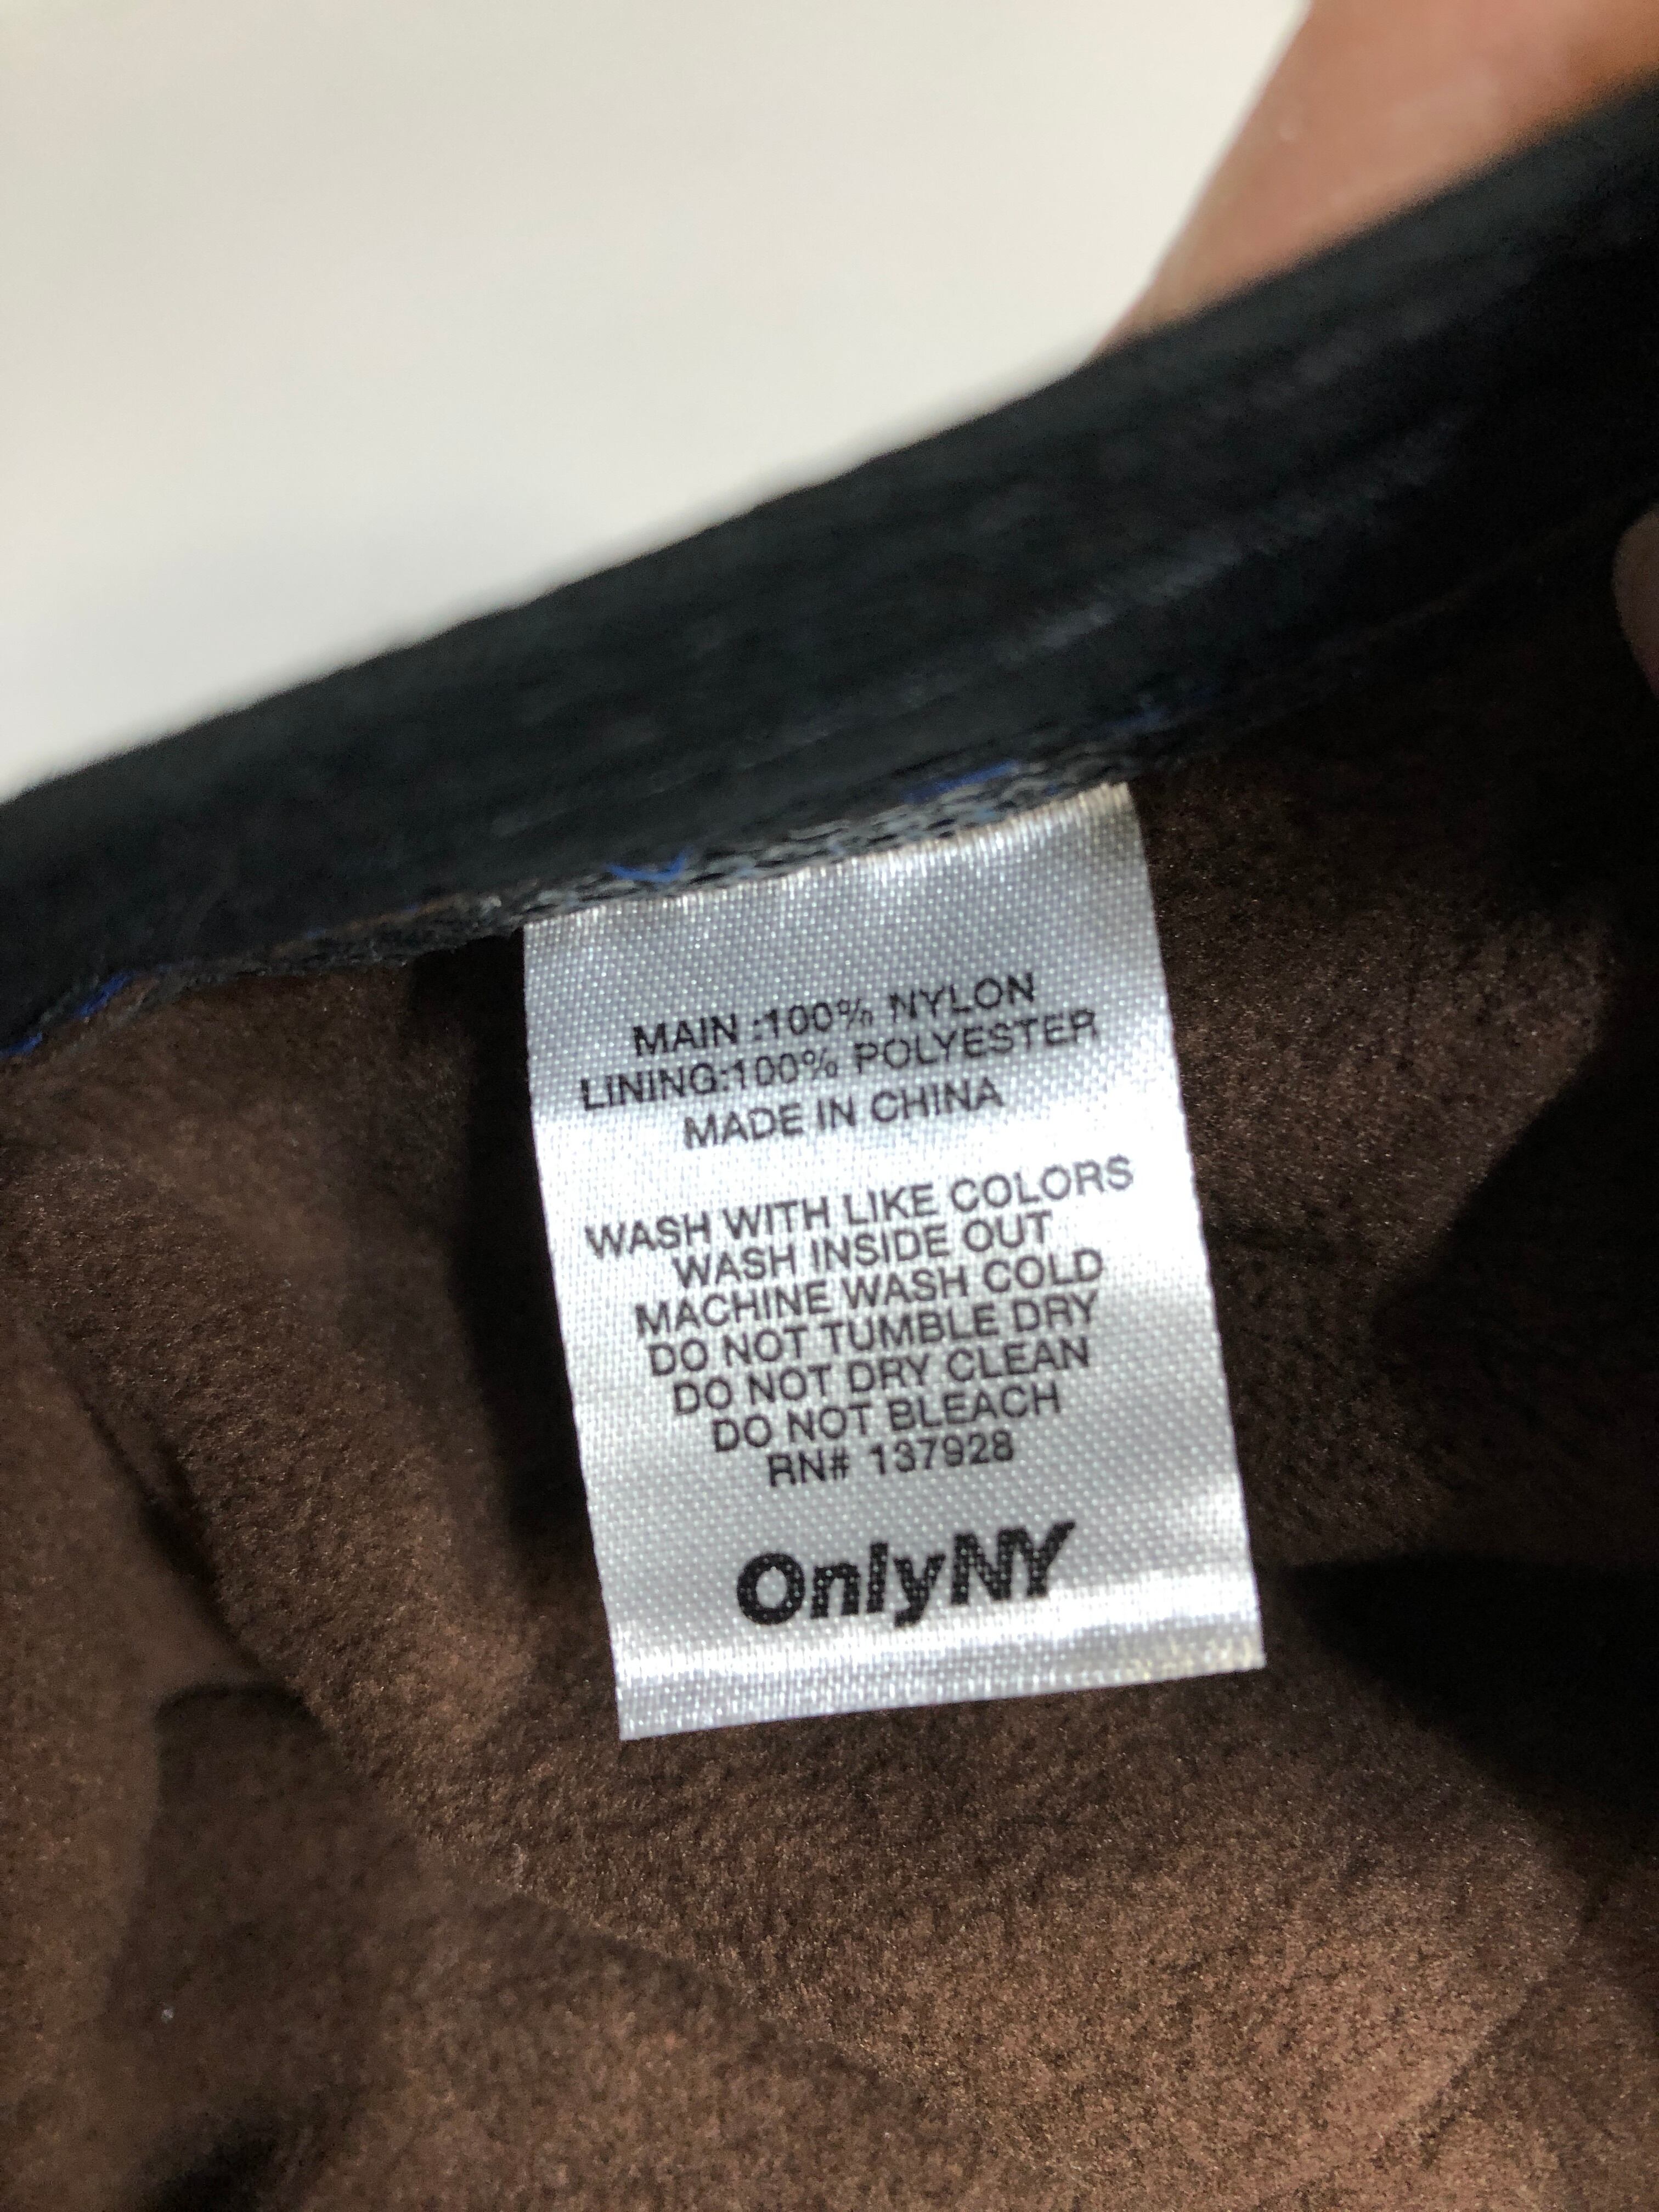 MAIN :100% NYLON
LINING:100% POLYESTER
MADE IN CHINA
WASH WITH LIKE COLORS
WASH INSIDE OUT
MACHINE WASH COLD
DO NOT TUMBLE DRY
DO NOT DRY CLEAN
DO NOT BLEACH
RN# 137928
OnlyNY